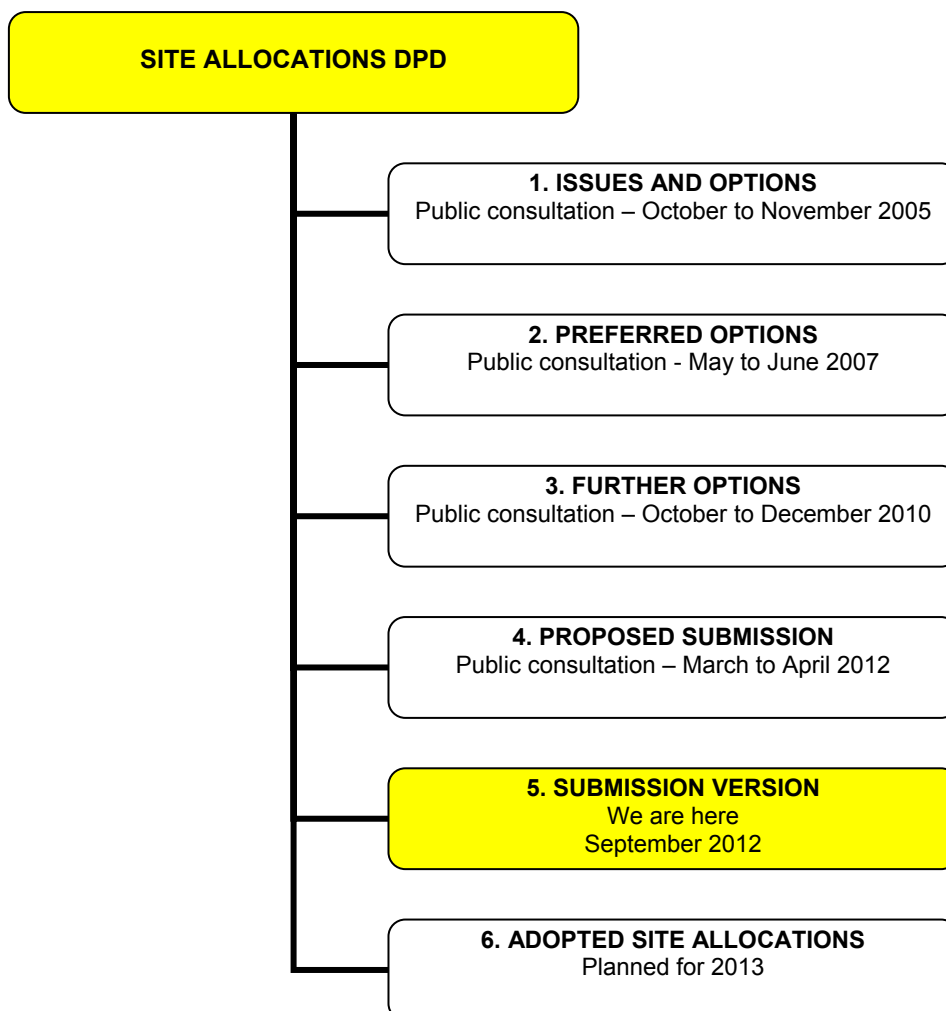 SITE ALLOCATIONS DPD
1. ISSUES AND OPTIONS
Public consultation – October to November 2005
2. PREFERRED OPTIONS
Public consultation - May to June 2007
3. FURTHER OPTIONS
Public consultation – October to December 2010
4. PROPOSED SUBMISSION
Public consultation – March to April 2012
5. SUBMISSION VERSION
We are here
September 2012
6. ADOPTED SITE ALLOCATIONS
Planned for 2013